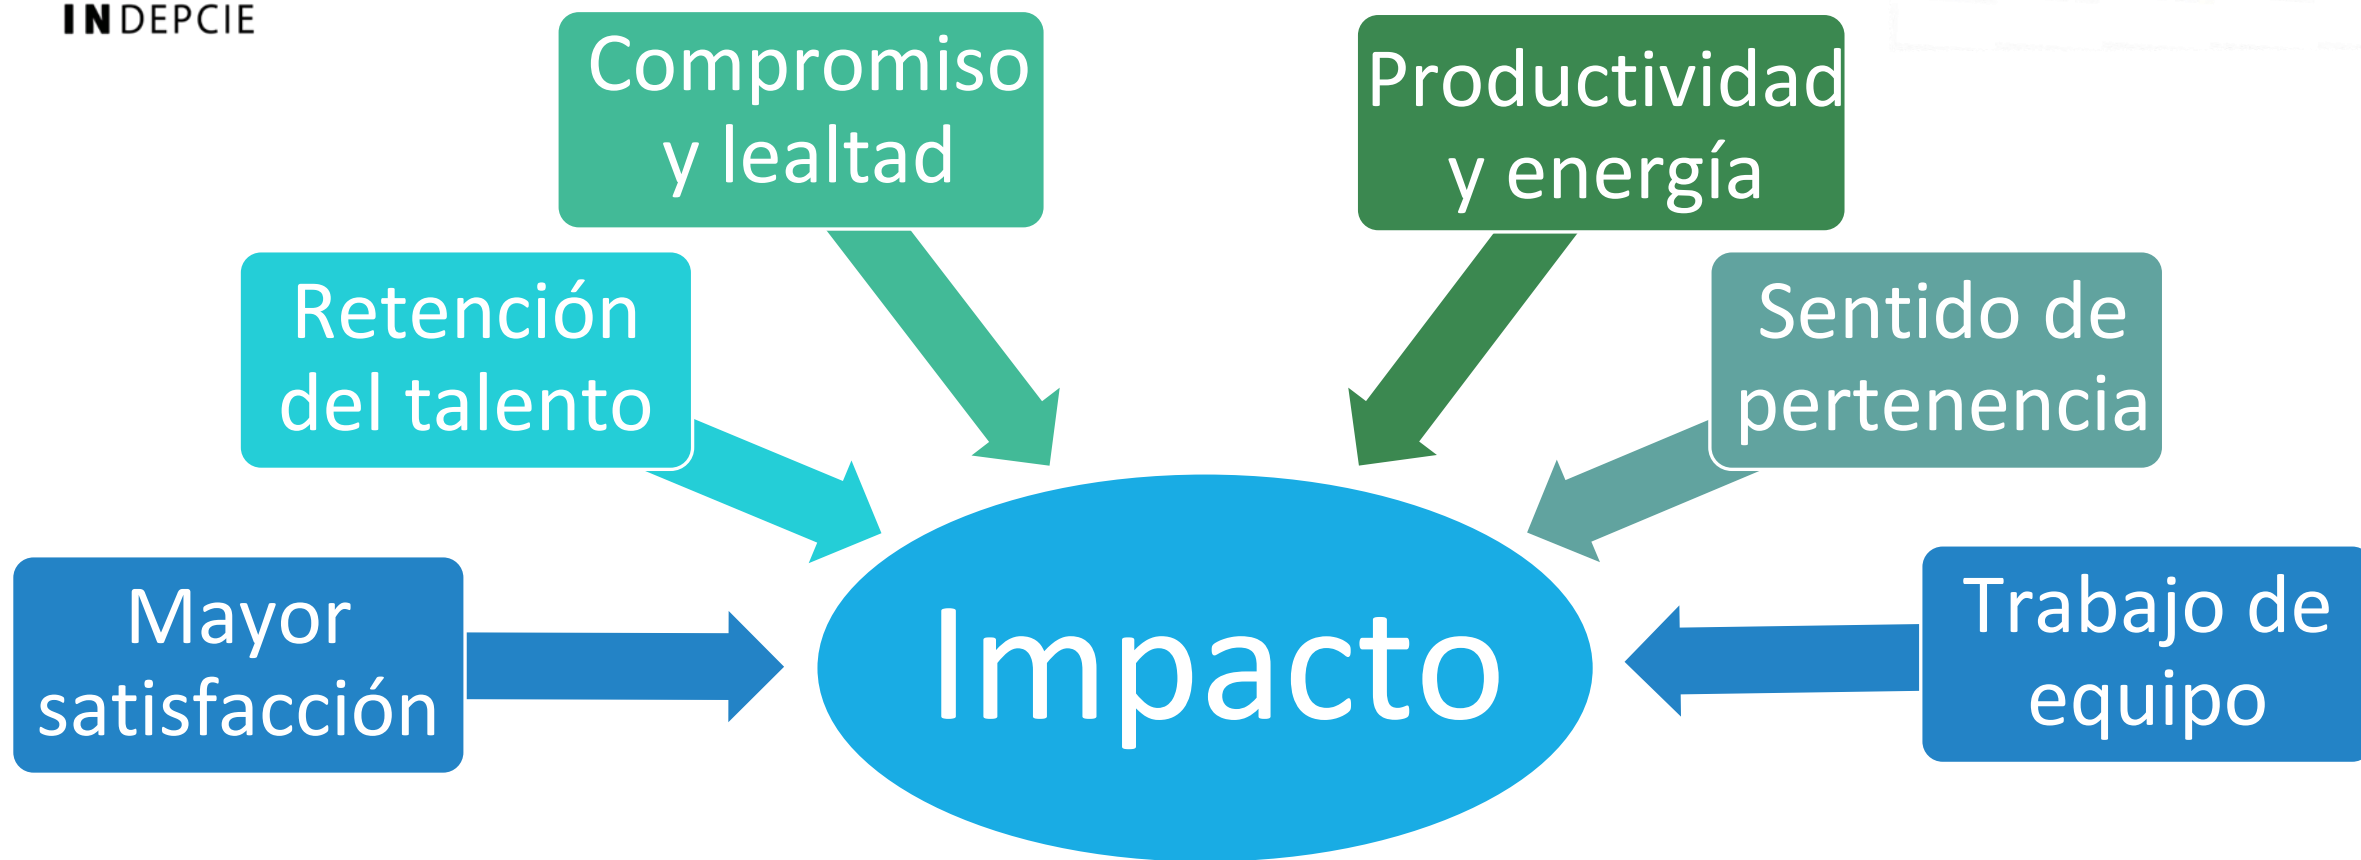 INDEPCIE
Compromiso
y lealtad
Productividad
y energía
Retención
del talento
Sentido de
pertenencia
Mayor
satisfacción
Impacto
Trabajo de
equipo